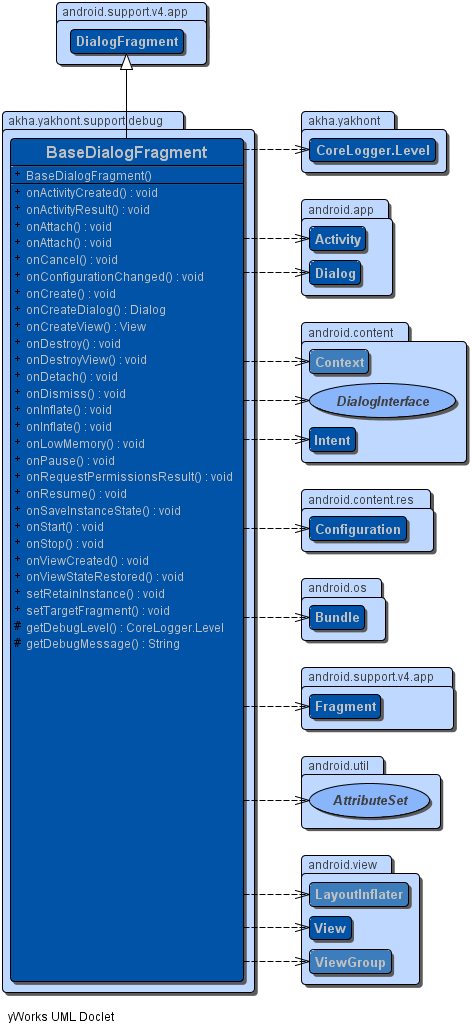 android.support.v4.app
DialogFragment
akha.yakhont.support.debug
BaseDialogFragment
+ BaseDialogFragment()
+ onActivityCreated() : void
+ onActivityResult() : void
+ onAttach() : void
+ onAttach() : void
+ onCancel() : void
+ onConfigurationChanged() : void
+ onCreate() : void
+ onCreateDialog() : Dialog
+ onCreateView() : View
+ onDestroy() : void
+ onDestroyView() : void
+ onDetach() : void
+ onDismiss() : void
+ onInflate() : void
+ onInflate() : void
+ onLowMemory() : void
+ onPause() : void
+ onRequestPermissionsResult() : void
+ onResume() : void
+ onSaveInstanceState() : void
+ onStart() : void
+ onStop() : void
+ onViewCreated() : void
+ onViewStateRestored() : void
+ setRetainInstance() : void
+ setTargetFragment() : void
# getDebugLevel() : CoreLogger.Level
# getDebugMessage() : String
akha.yakhont
CoreLogger.Level
android.app
Activity
Dialog
android.content
Context
DialogInterface
Intent
android.content.res
Configuration
android.os
Bundle
android.support.v4.app
Fragment
android.util
AttributeSet
android.view
LayoutInflater
View
ViewGroup
yWorks UML Doclet